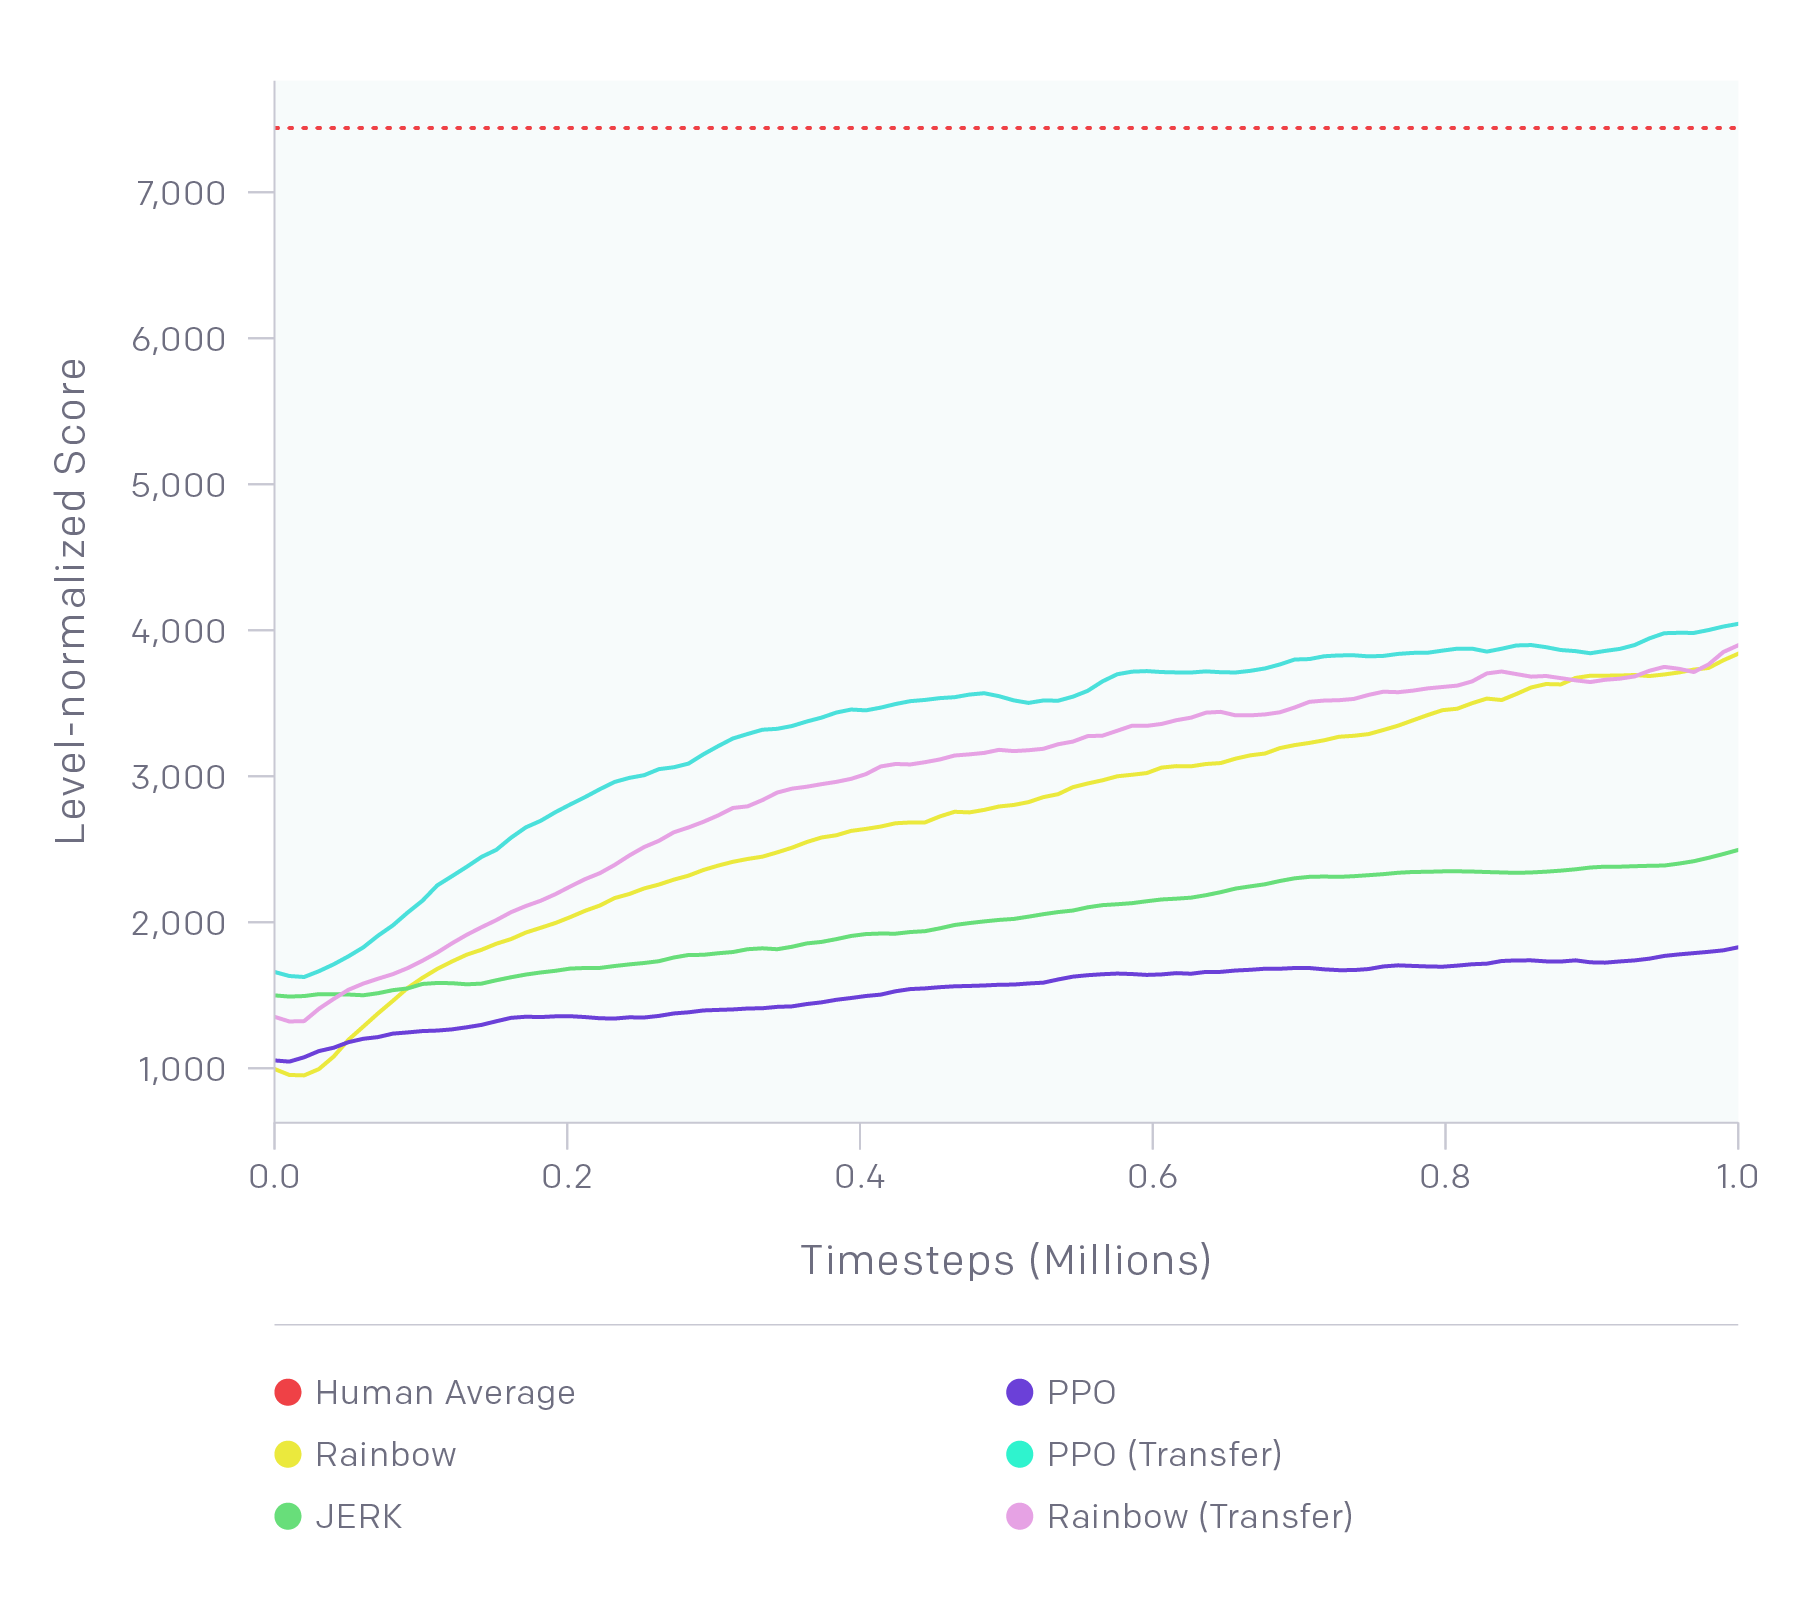 Level-normalized Score
7,000
6,000
5,000
4,000
3,000
2,000
1,000
0.0 0.2 0.4 0.6 0.8 1.0
Timesteps (Millions)
Human Average
Rainbow
JERK
PPO
PPO (Transfer)
Rainbow (Transfer)